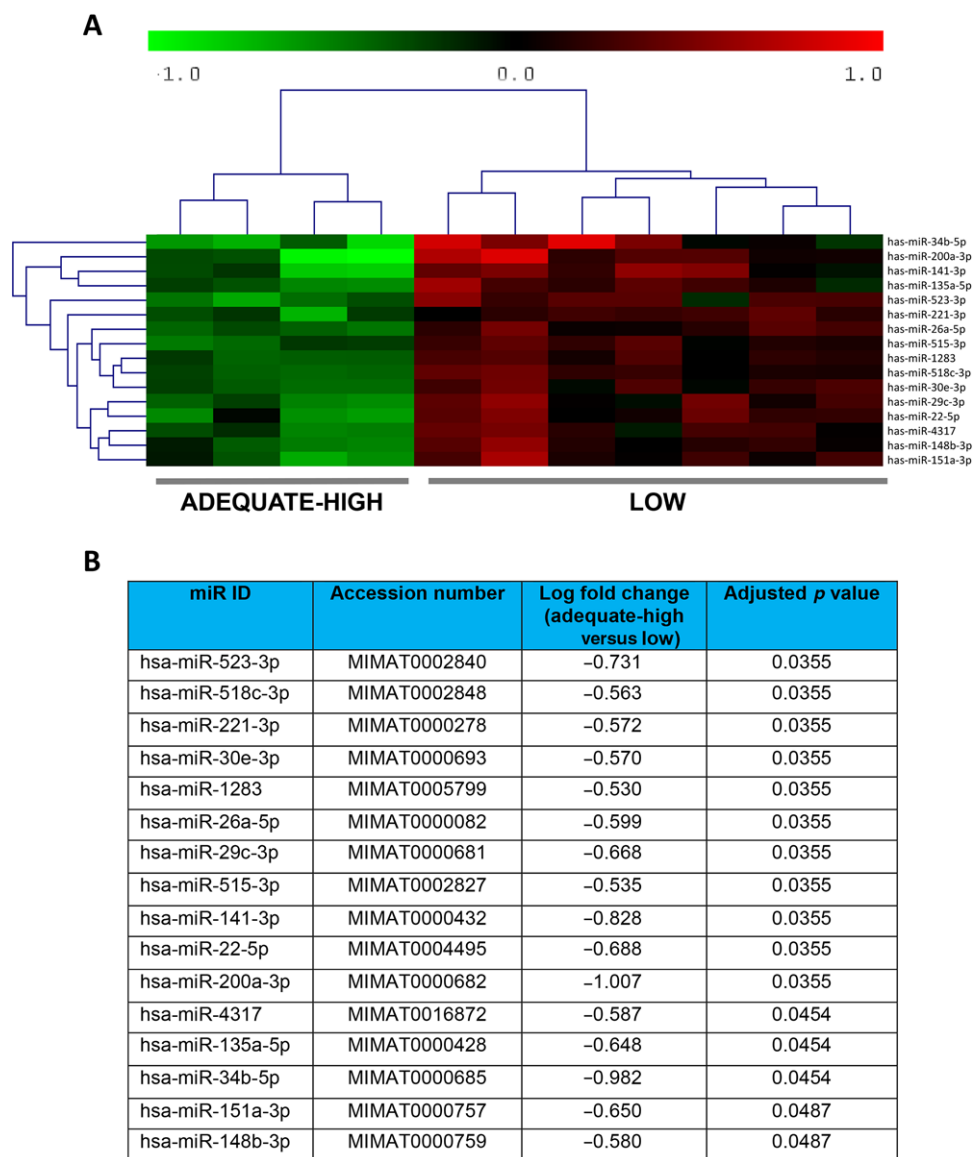 A
-1.0 0.0 1.0
has-miR-34b-5p
has-miR-200a-3p
has-miR-141-3p
has-miR-135a-5p
has-miR-523-3p
has-miR-221-3p
has-miR-26a-5p
has-miR-515-3p
has-miR-1283
has-miR-518c-3p
has-miR-30e-3p
has-miR-29c-3p
has-miR-22-5p
has-miR-4317
has-miR-148b-3p
has-miR-151a-3p
ADEQUATE-HIGH LOW
B
miR ID Accession number Log fold change Adjusted p value
(adequate-high
versus low)
hsa-miR-523-3p MIMAT0002840 −0.731 0.0355
hsa-miR-518c-3p MIMAT0002848 −0.563 0.0355
hsa-miR-221-3p MIMAT0000278 −0.572 0.0355
hsa-miR-30e-3p MIMAT0000693 −0.570 0.0355
hsa-miR-1283 MIMAT0005799 −0.530 0.0355
hsa-miR-26a-5p MIMAT0000082 −0.599 0.0355
hsa-miR-29c-3p MIMAT0000681 −0.668 0.0355
hsa-miR-515-3p MIMAT0002827 −0.535 0.0355
hsa-miR-141-3p MIMAT0000432 −0.828 0.0355
hsa-miR-22-5p MIMAT0004495 −0.688 0.0355
hsa-miR-200a-3p MIMAT0000682 −1.007 0.0355
hsa-miR-4317 MIMAT0016872 −0.587 0.0454
hsa-miR-135a-5p MIMAT0000428 −0.648 0.0454
hsa-miR-34b-5p MIMAT0000685 −0.982 0.0454
hsa-miR-151a-3p MIMAT0000757 −0.650 0.0487
hsa-miR-148b-3p MIMAT0000759 −0.580 0.0487